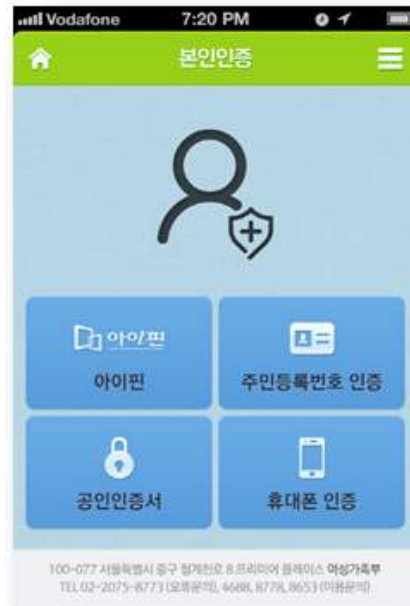 Vodafone 7:20 PM
본인인증
아이핀
아이핀
주민등록번호 인증
공인인증서
휴대폰 인증
100-077 서울특별시 중구 청계천로 8 프리미어 플레이스 여성가족부
TEL 02-2075-8773 (오류문의), 4688, 8778, 8653 (이용문의)